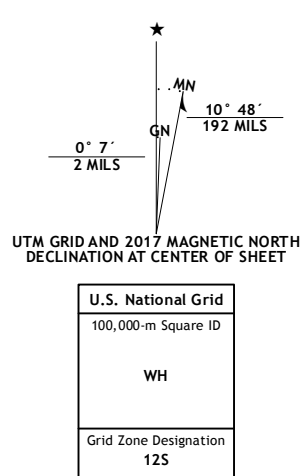 MN
GN
10° 48´
192 MILS
0° 7´
2 MILS
UTM GRID AND 2017 MAGNETIC NORTH
DECLINATION AT CENTER OF SHEET
U.S. National Grid
100,000-m Square ID
WH
Grid Zone Designation
12S